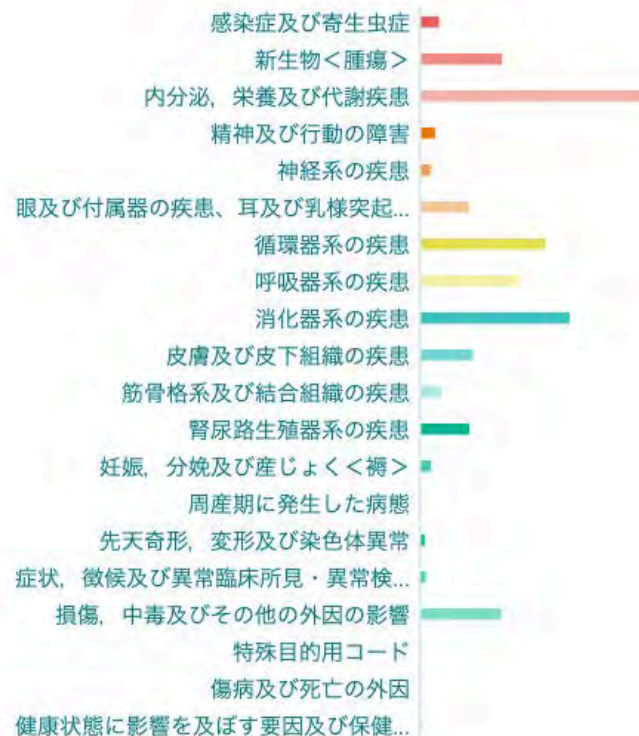 感染症及び寄生虫症
新生物＜腫瘍＞
内分泌，栄養及び代謝疾患
精神及び行動の障害
神経系の疾患
眼及び付属器の疾患、耳及び乳様突起...
循環器系の疾患
呼吸器系の疾患
消化器系の疾患
皮膚及び皮下組織の疾患
筋骨格系及び結合組織の疾患
腎尿路生殖器系の疾患
妊娠，分娩及び産じょく＜褥＞
周産期に発生した病態
先天奇形，変形及び染色体異常
症状，徴候及び異常臨床所見・異常検...
損傷，中毒及びその他の外因の影響
特殊目的用コード
傷病及び死亡の外因
健康状態に影響を及ぼす要因及び保健...